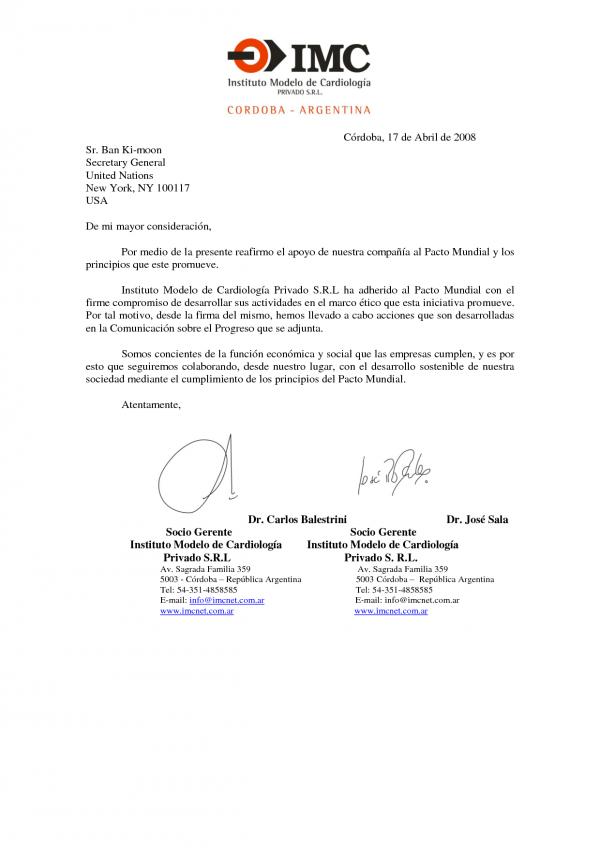 IMC
Instituto Modelo de Cardiología
PRIVADO S.R.L.
CORDOBA - ARGENTINA
Córdoba, 17 de Abril de 2008
Sr. Ban Ki-moon
Secretary General
United Nations
New York, NY 100117
USA
De mi mayor consideración,
Por medio de la presente reafirmo el apoyo de nuestra compañía al Pacto Mundial y los
principios que este promueve.
Instituto Modelo de Cardiología Privado S.R.L ha adherido al Pacto Mundial con el
firme compromiso de desarrollar sus actividades en el marco ético que esta iniciativa promueve.
Por tal motivo, desde la firma del mismo, hemos llevado a cabo acciones que son desarrolladas
en la Comunicación sobre el Progreso que se adjunta.
Somos concientes de la función económica y social que las empresas cumplen, y es por
esto que seguiremos colaborando, desde nuestro lugar, con el desarrollo sostenible de nuestra
sociedad mediante el cumplimiento de los principios del Pacto Mundial.
Atentamente,
Dr. Carlos Balestrini Dr. José Sala
Socio Gerente Socio Gerente
Instituto Modelo de Cardiología Instituto Modelo de Cardiología
Privado S.R.L Privado S. R.L.
Av. Sagrada Familia 359 Av. Sagrada Familia 359
5003 - Córdoba – República Argentina 5003 Córdoba – República Argentina
Tel: 54-351-4858585 Tel: 54-351-4858585
E-mail: info@imcnet.com.ar E-mail: info@imcnet.com.ar
www.imcnet.com.ar www.imcnet.com.ar